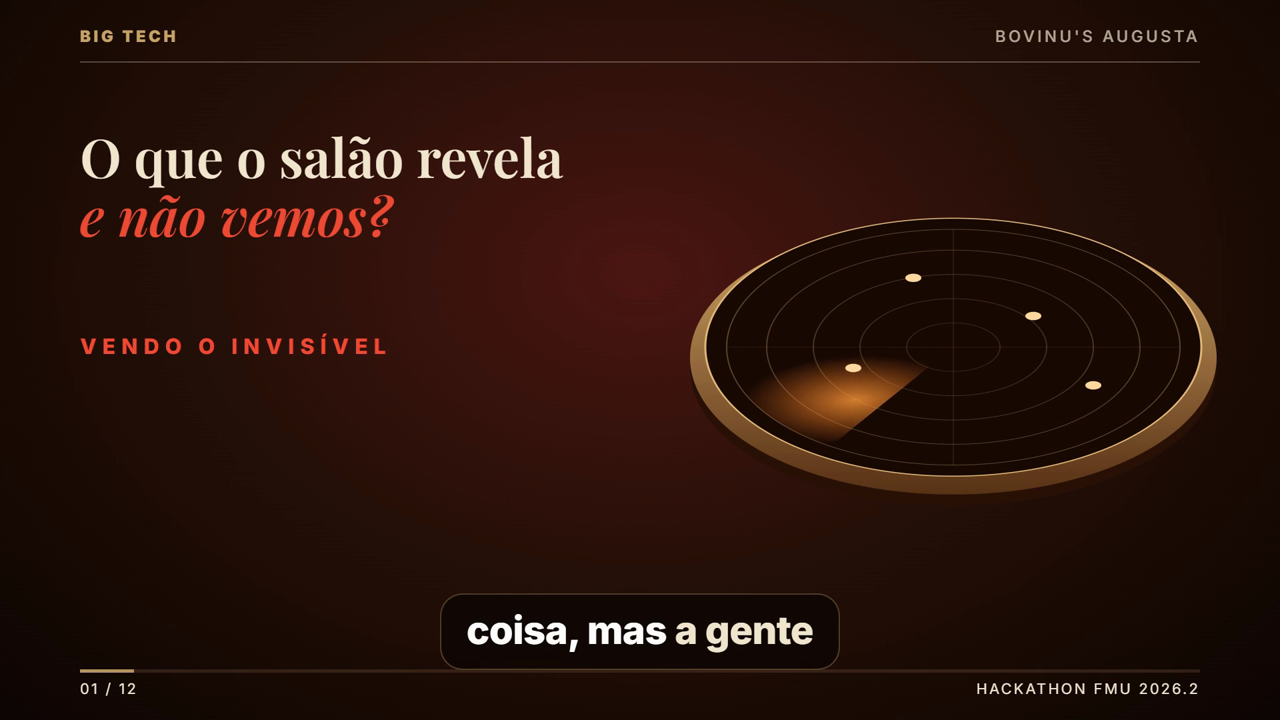 BIG TECH
BOVINU'S AUGUSTA
O que o salão revela
e não vemos?
VENDO O INVISÍVEL
coisa, mas a gente
01 / 12
HACKATHON FMU 2026.2